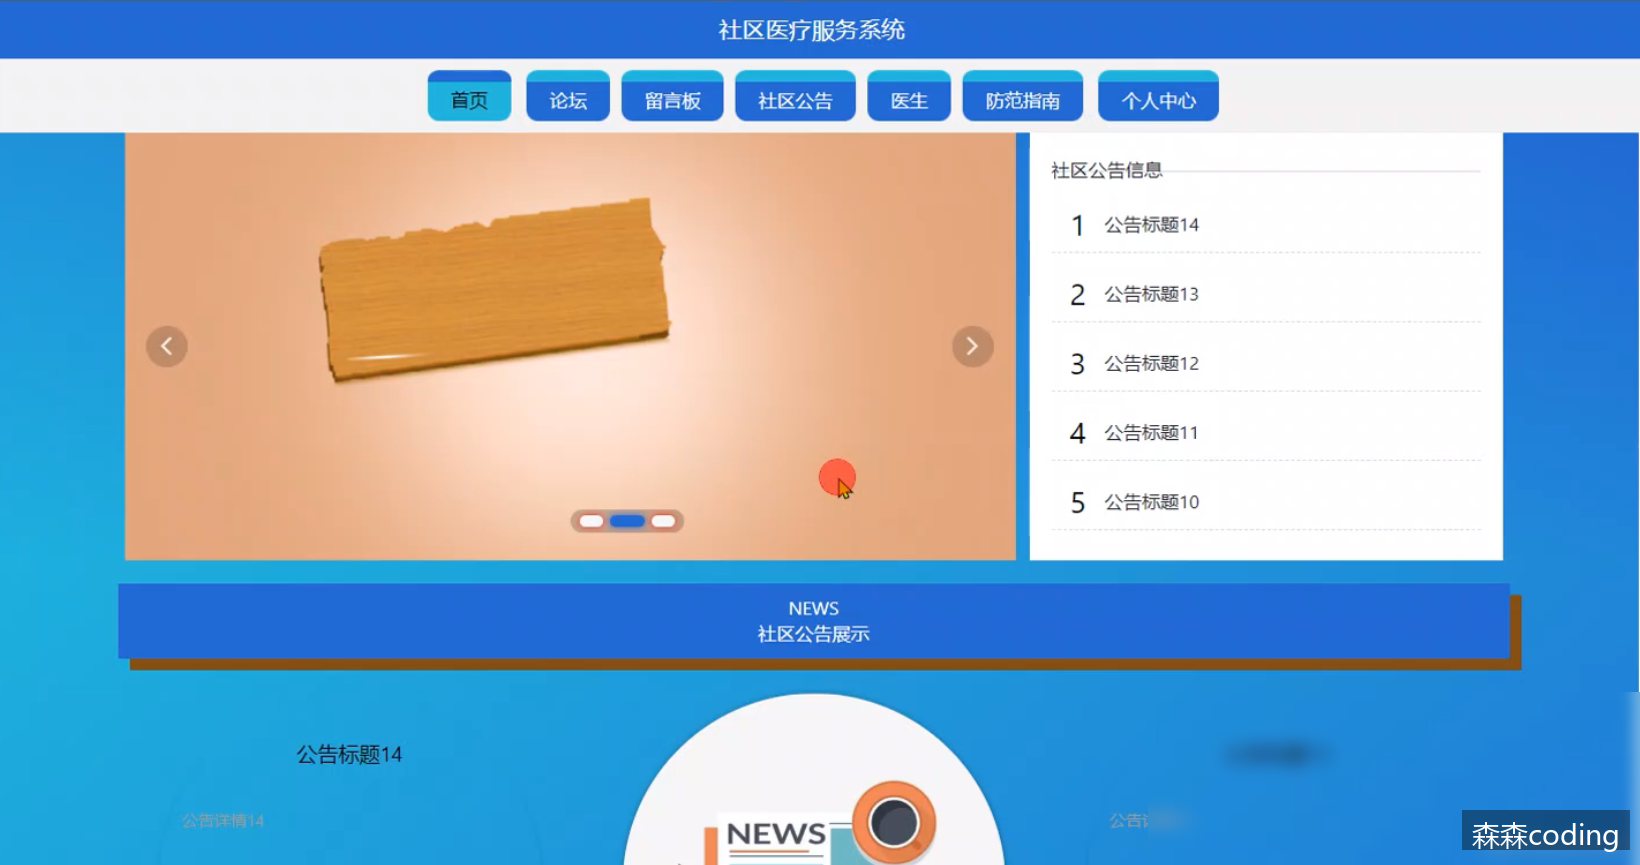 社区医疗服务系统
首页
论坛
留言板
社区公告
医生
防范指南
个人中心
社区公告信息
1 公告标题14
2 公告标题13
3 公告标题12
4 公告标题11
5 公告标题10
NEWS
社区公告展示
公告标题14
公告详情14
公告
NEWS
森森coding